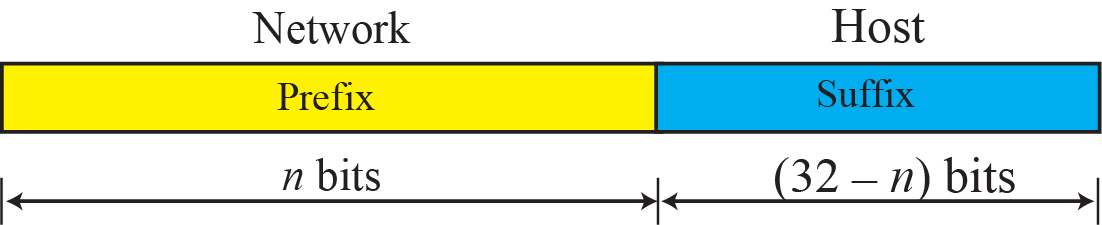 Network Host
Prefix Suffix
n bits (32 – n) bits